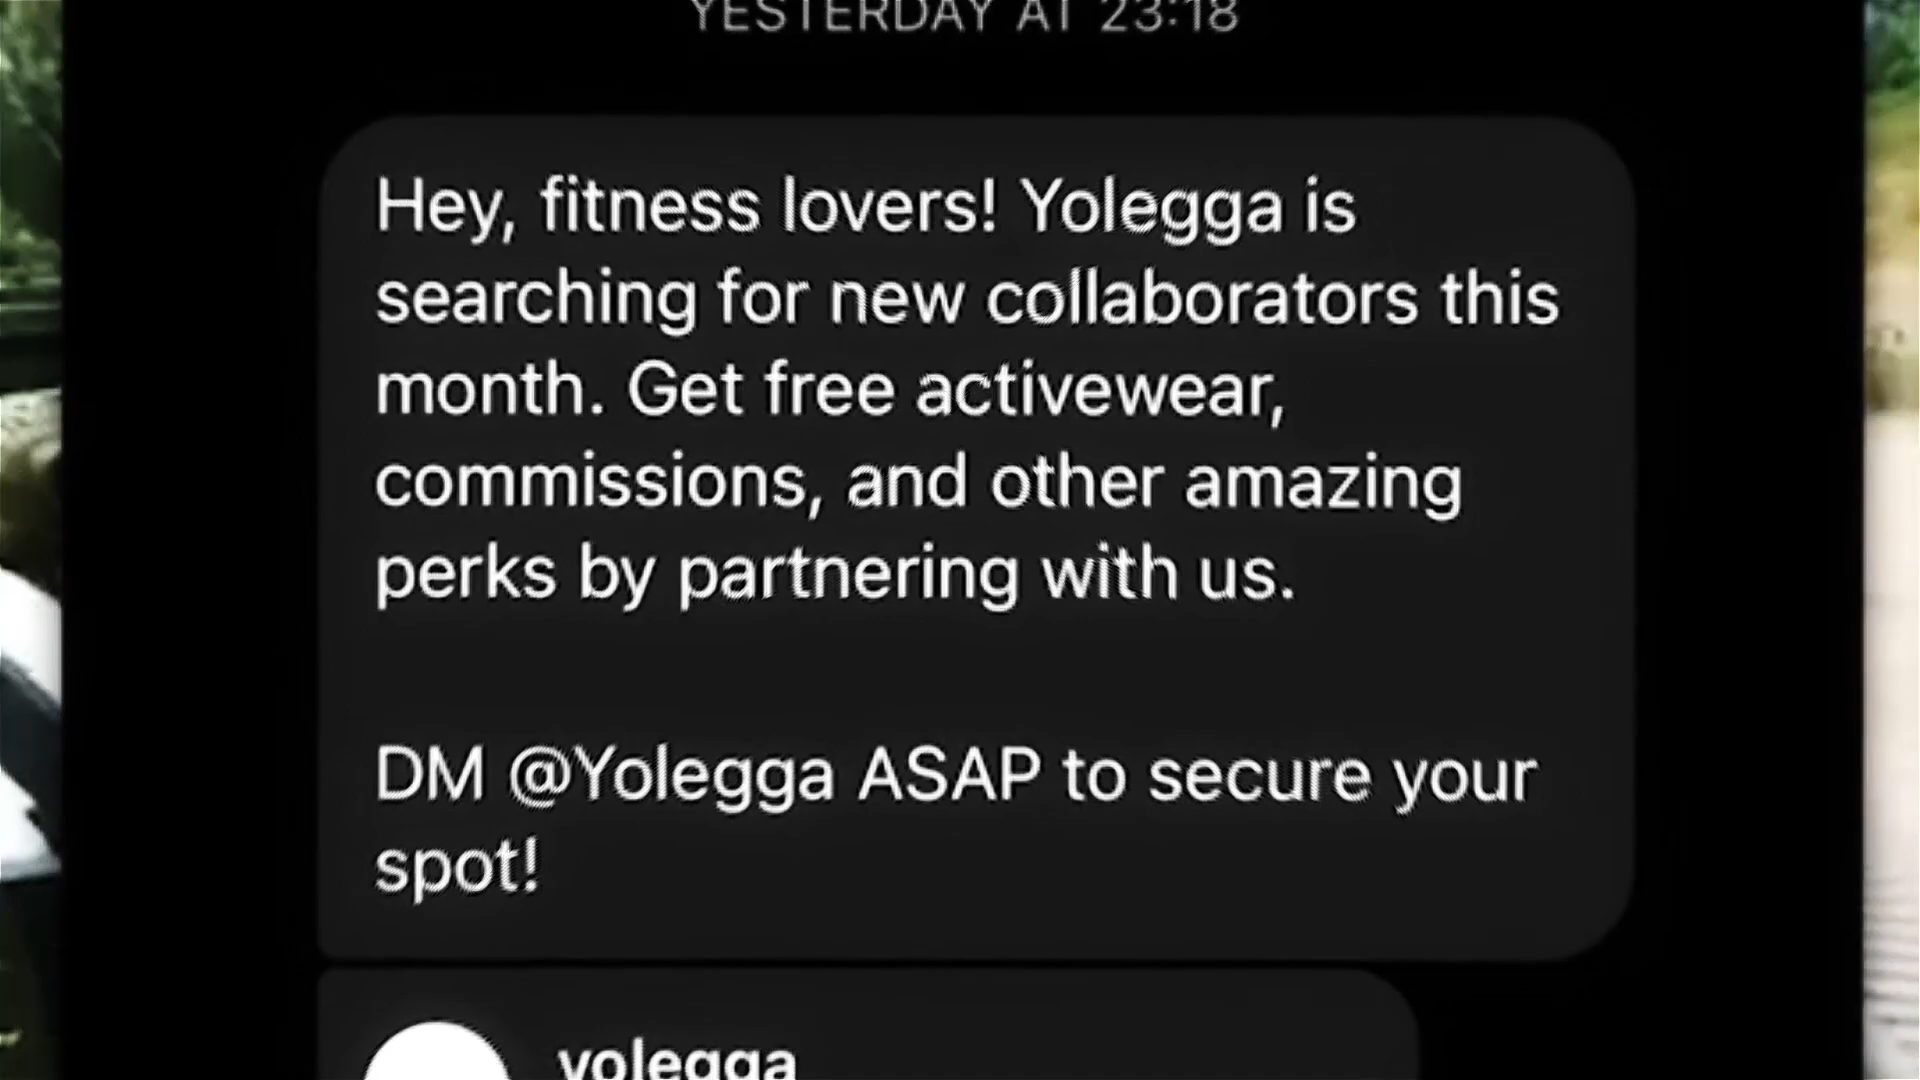 YESTERDAY AT 23:18
Hey, fitness lovers! Yolegga is
searching for new collaborators this
month. Get free activewear,
commissions, and other amazing
perks by partnering with us.
DM @Yolegga ASAP to secure your
spot!
yolegga